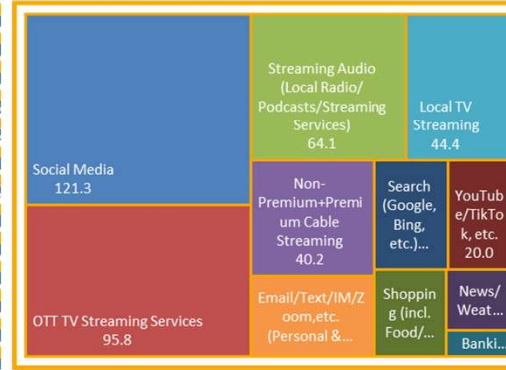 Social Media
121.3
OTT TV Streaming Services
95.8
Streaming Audio
(Local Radio/
Podcasts/Streaming
Services)
64.1
Local TV
Streaming
44.4
Non-
Premium+Premi
um Cable
Streaming
40.2
Search
(Google,
Bing,
etc.)...
YouTub
e/TikTo
k, etc.
20.0
Email/Text/IM/Z
oom,etc.
(Personal &...
Shoppin
g (incl.
Food/...
News/
Weat...
Banki...